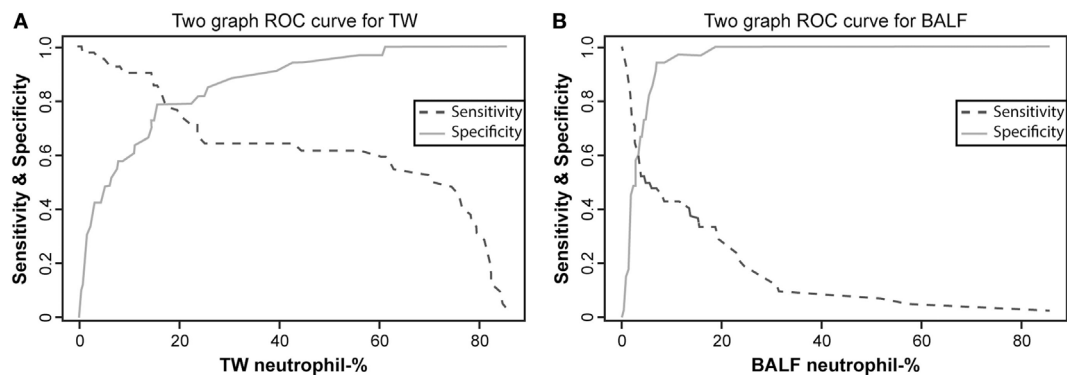 A
Two graph ROC curve for TW
Sensitivity & Specificity
1.0
0.8
0.6
0.4
0.2
0
Sensitivity
Specificity
0 20 40 60 80
TW neutrophil-%
B
Two graph ROC curve for BALF
Sensitivity & Specificity
1.0
0.8
0.6
0.4
0.2
0
Sensitivity
Specificity
0 20 40 60 80
BALF neutrophil-%